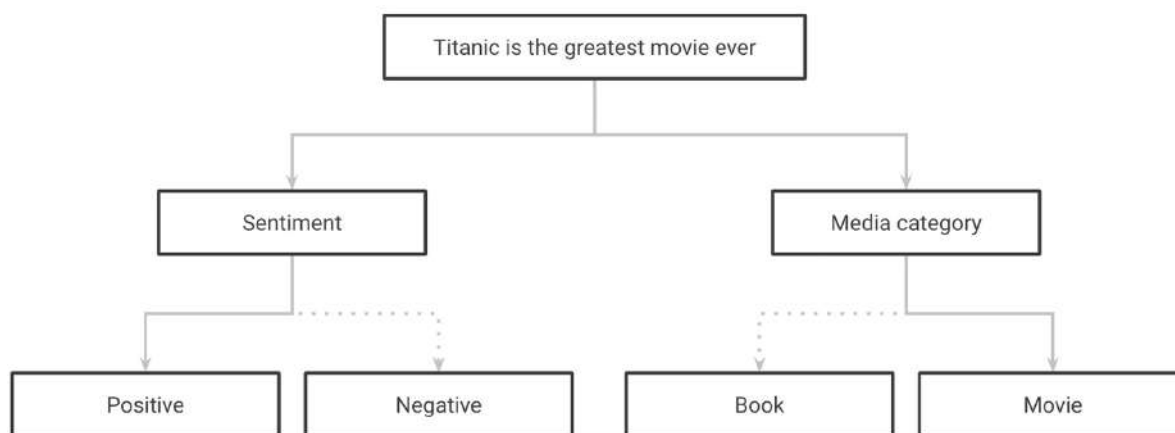 Titanic is the greatest movie ever
Sentiment
Media category
Positive
Negative
Book
Movie